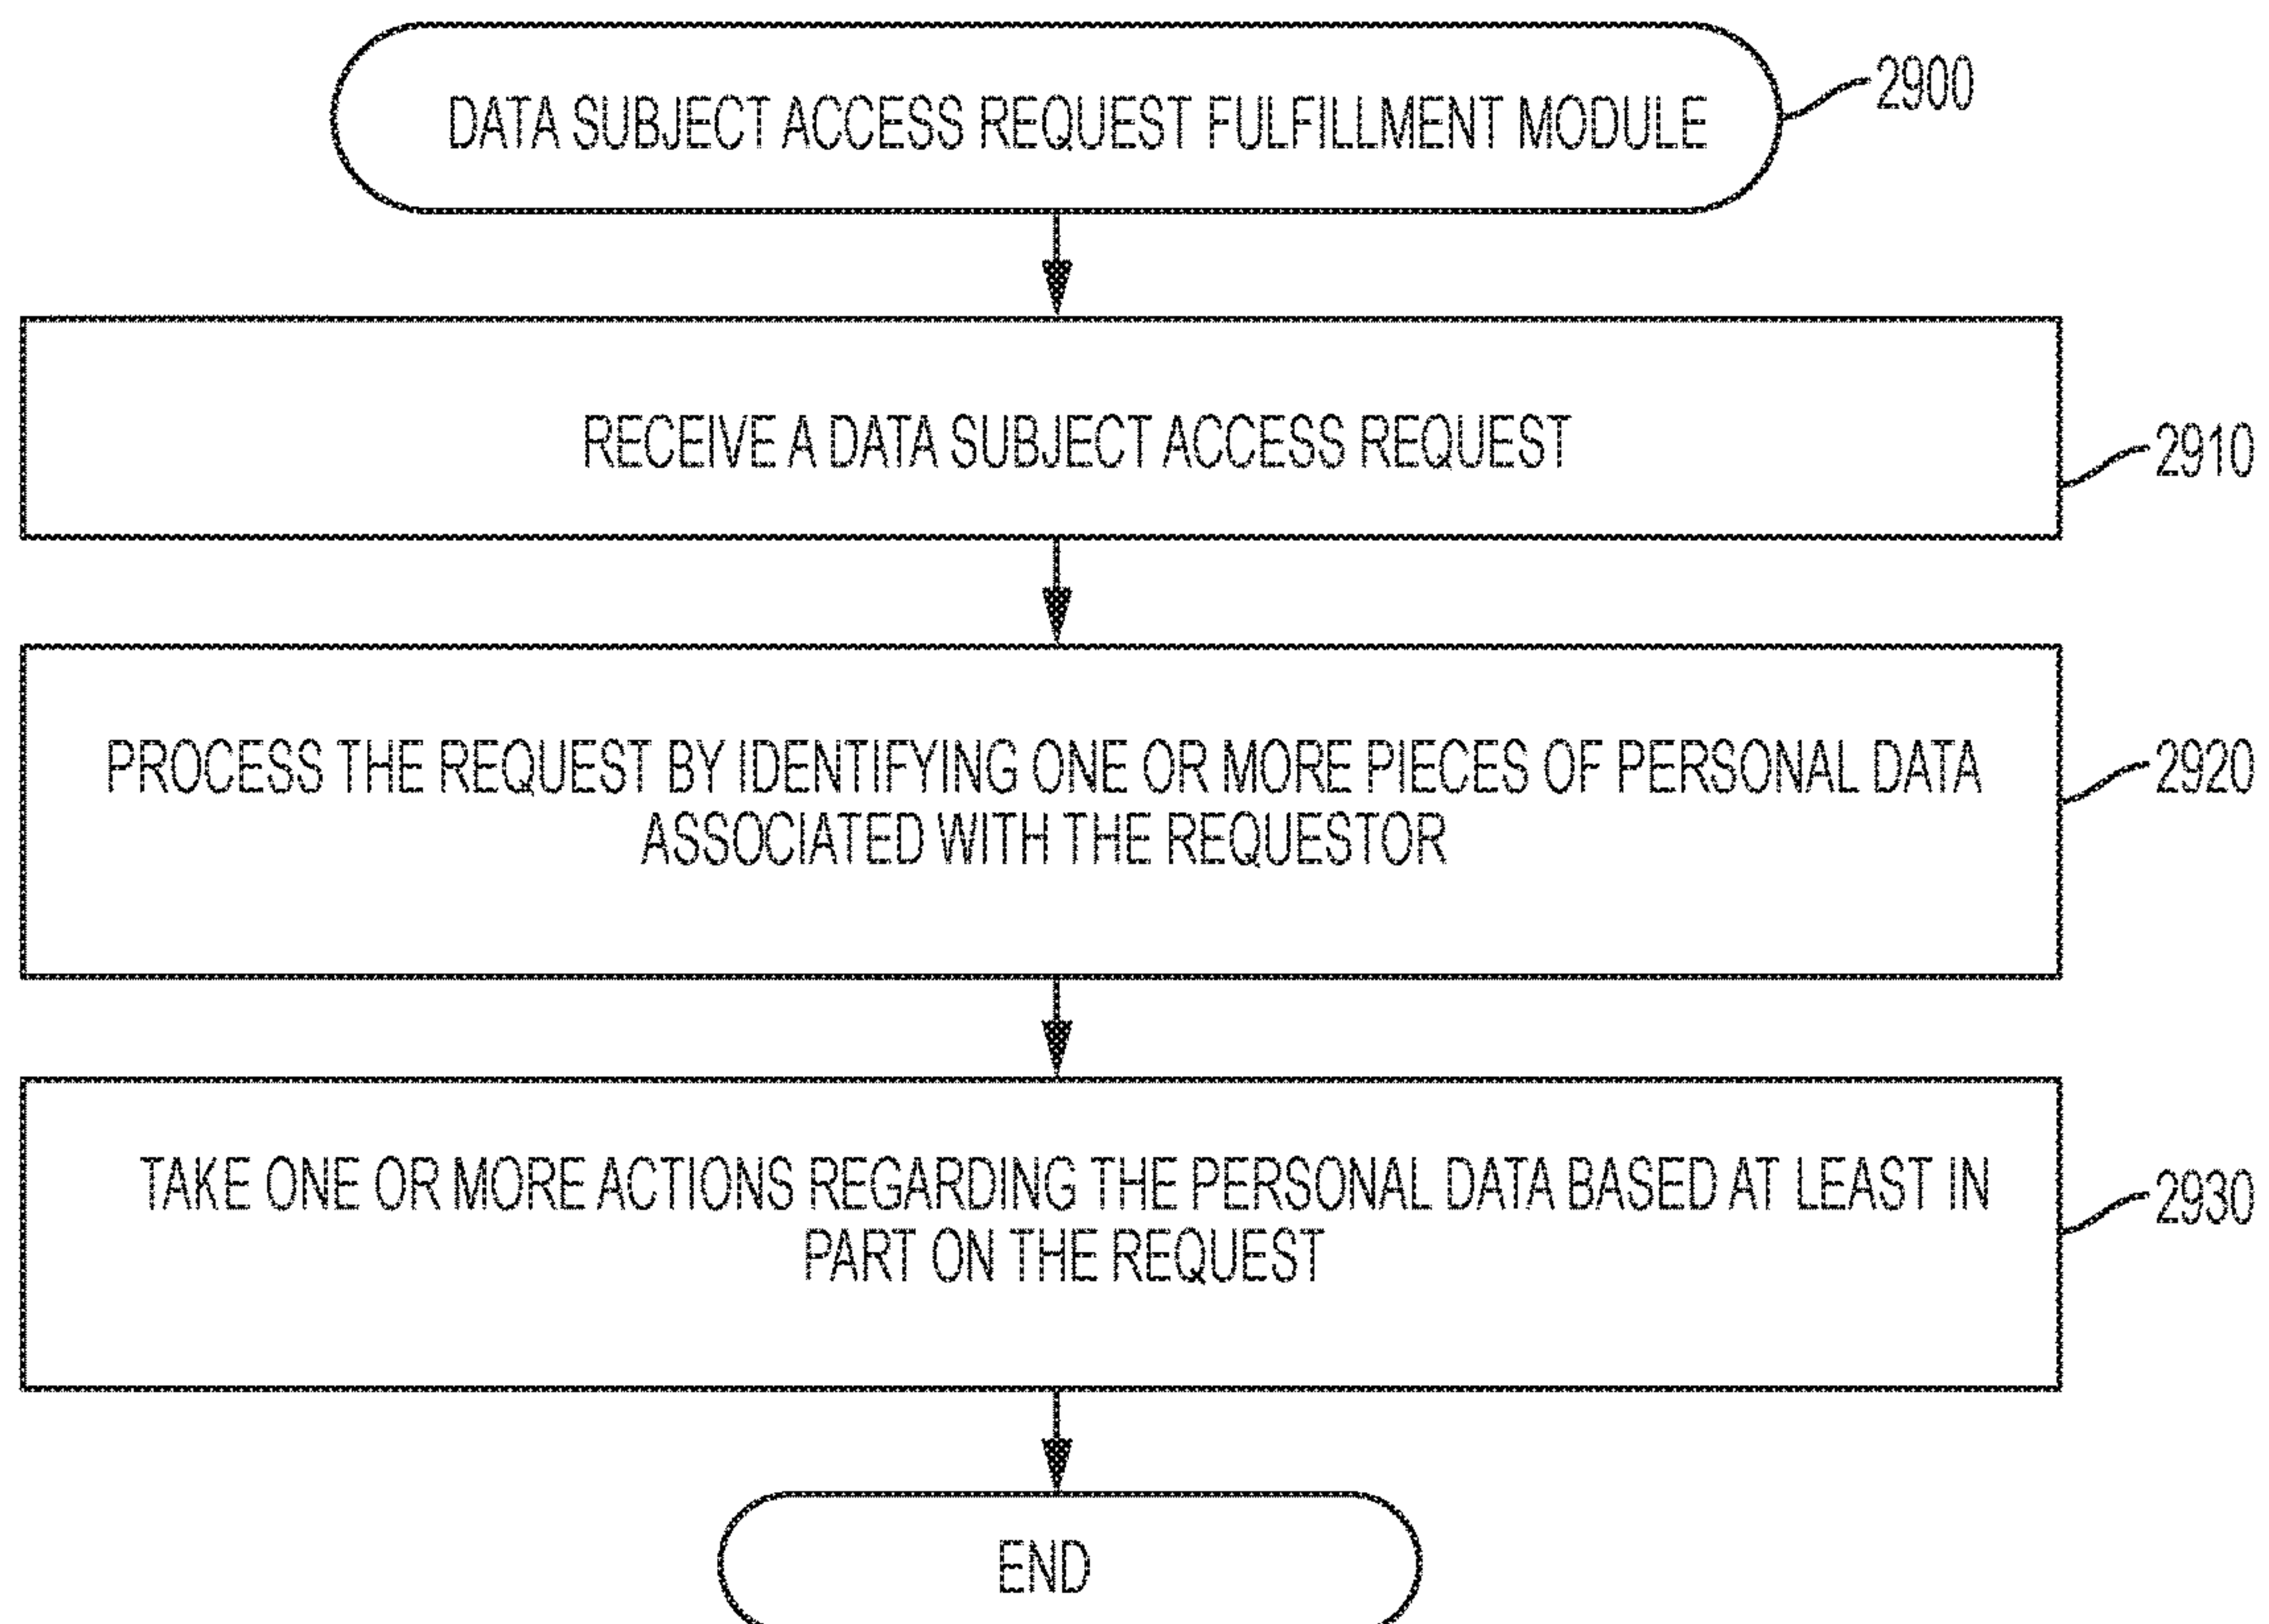 DATA SUBJECT ACCESS REQUEST FULFILLMENT MODULE
2900
RECEIVE A DATA SUBJECT ACCESS REQUEST
2910
PROCESS THE REQUEST BY IDENTIFYING ONE OR MORE PIECES OF PERSONAL DATA
ASSOCIATED WITH THE REQUESTOR
2920
TAKE ONE OR MORE ACTIONS REGARDING THE PERSONAL DATA BASED AT LEAST IN
PART ON THE REQUEST
2930
END